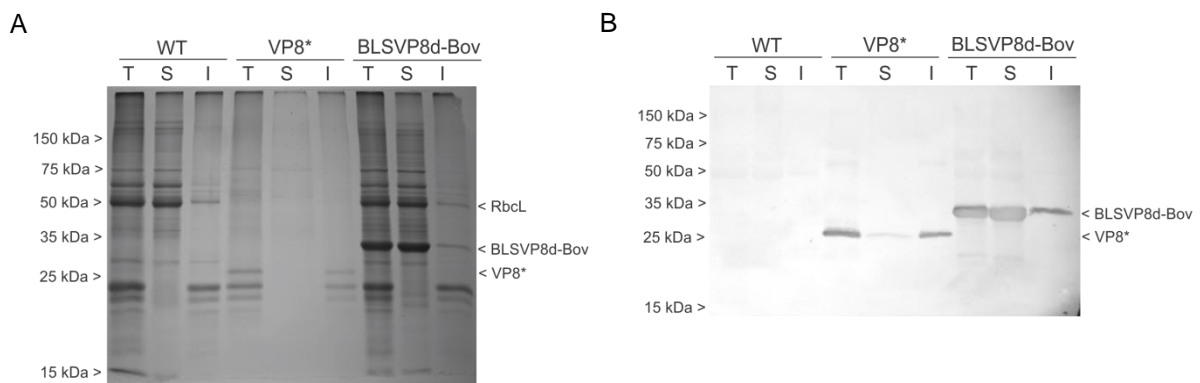 A
WT VP8* BLSVP8d-Bov
T S I T S I T S I
150 kDa >
75 kDa >
50 kDa >
35 kDa >
25 kDa >
15 kDa >
< RbcL
< BLSVP8d-Bov
< VP8*
B
WT VP8* BLSVP8d-Bov
T S I T S I T S I
150 kDa >
75 kDa >
50 kDa >
35 kDa >
25 kDa >
15 kDa >
< BLSVP8d-Bov
< VP8*